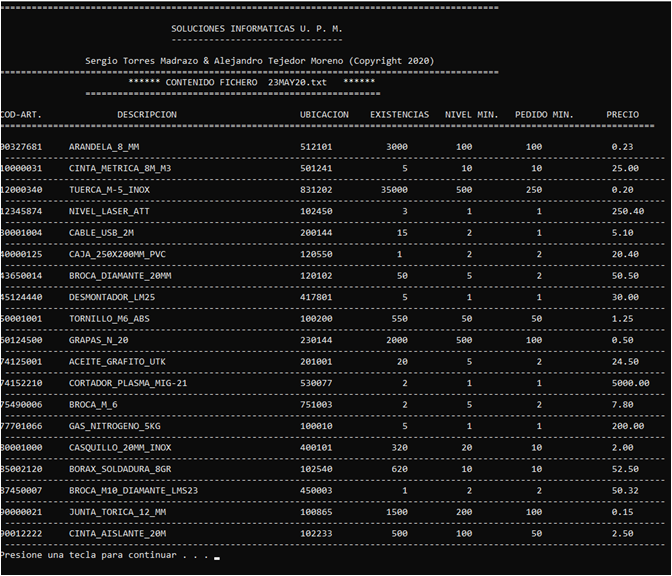 SOLUCIONES INFORMATICAS U. P. M.
Sergio Torres Madrazo & Alejandro Tejedor Moreno (Copyright 2020)
****** CONTENIDO FICHERO 23MAY20.txt ******
COD-ART. DESCRIPCION UBICACION EXISTENCIAS NIVEL MIN. PEDIDO MIN. PRECIO
00327681 ARANDELA_8_MM 512101 3000 100 100 0.23
10000031 CINTA_METRICA_8M_M3 501241 5 10 10 25.00
12000340 TUERCA_M-5_INOX 831202 35000 500 250 0.20
12345874 NIVEL_LASER_ATT 102450 3 1 1 250.40
30001004 CABLE_USB_2M 200144 15 2 1 5.10
40000125 CAJA_250X200MM_PVC 120550 1 2 2 20.40
43650014 BROCA_DIAMANTE_20MM 120102 50 5 2 50.50
45124440 DESMONTADOR_LM25 417801 5 1 1 30.00
50001001 TORNILLO_M6_ABS 100200 550 50 50 1.25
60124500 GRAPAS_N_20 230144 2000 500 100 0.50
74125001 ACEITE_GRAFITO_UTK 201001 20 5 2 24.50
74152210 CORTADOR_PLASMA_MIG-21 530077 2 1 1 5000.00
75490006 BROCA_M_6 751003 2 5 2 7.80
77701066 GAS_NITROGENO_5KG 100010 5 1 1 200.00
80001000 CASQUILLO_20MM_INOX 400101 320 20 10 2.00
85002120 BORAX_SOLDADURA_8GR 102540 620 10 10 52.50
87450007 BROCA_M10_DIAMANTE_LMS23 450003 1 2 2 50.32
90000021 JUNTA_TORICA_12_MM 100865 1500 200 100 0.15
90012222 CINTA_AISLANTE_20M 102233 500 100 50 2.50
Presione una tecla para continuar . . .